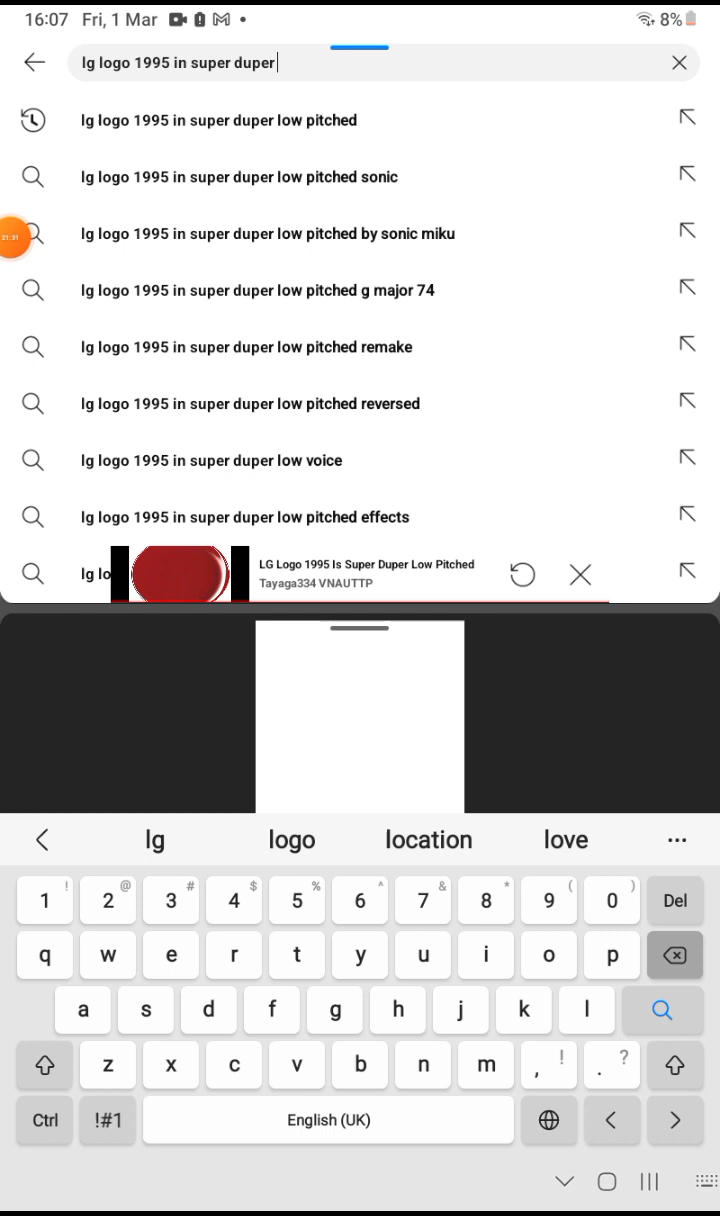 16:07 Fri, 1 Mar 8%
lg logo 1995 in super duper
lg logo 1995 in super duper low pitched
lg logo 1995 in super duper low pitched sonic
21:31
lg logo 1995 in super duper low pitched by sonic miku
lg logo 1995 in super duper low pitched g major 74
lg logo 1995 in super duper low pitched remake
lg logo 1995 in super duper low pitched reversed
lg logo 1995 in super duper low voice
lg logo 1995 in super duper low pitched effects
lg lo
LG Logo 1995 Is Super Duper Low Pitched
Tayaga334 VNAUTTP
lg logo location love ...
1 ! 2 @ 3 # 4 $ 5 % 6 ^ 7 & 8 * 9 ( 0 ) Del
q w e r t y u i o p
a s d f g h j k l
z x c v b n m , ! . ?
Ctrl !#1 English (UK) < >